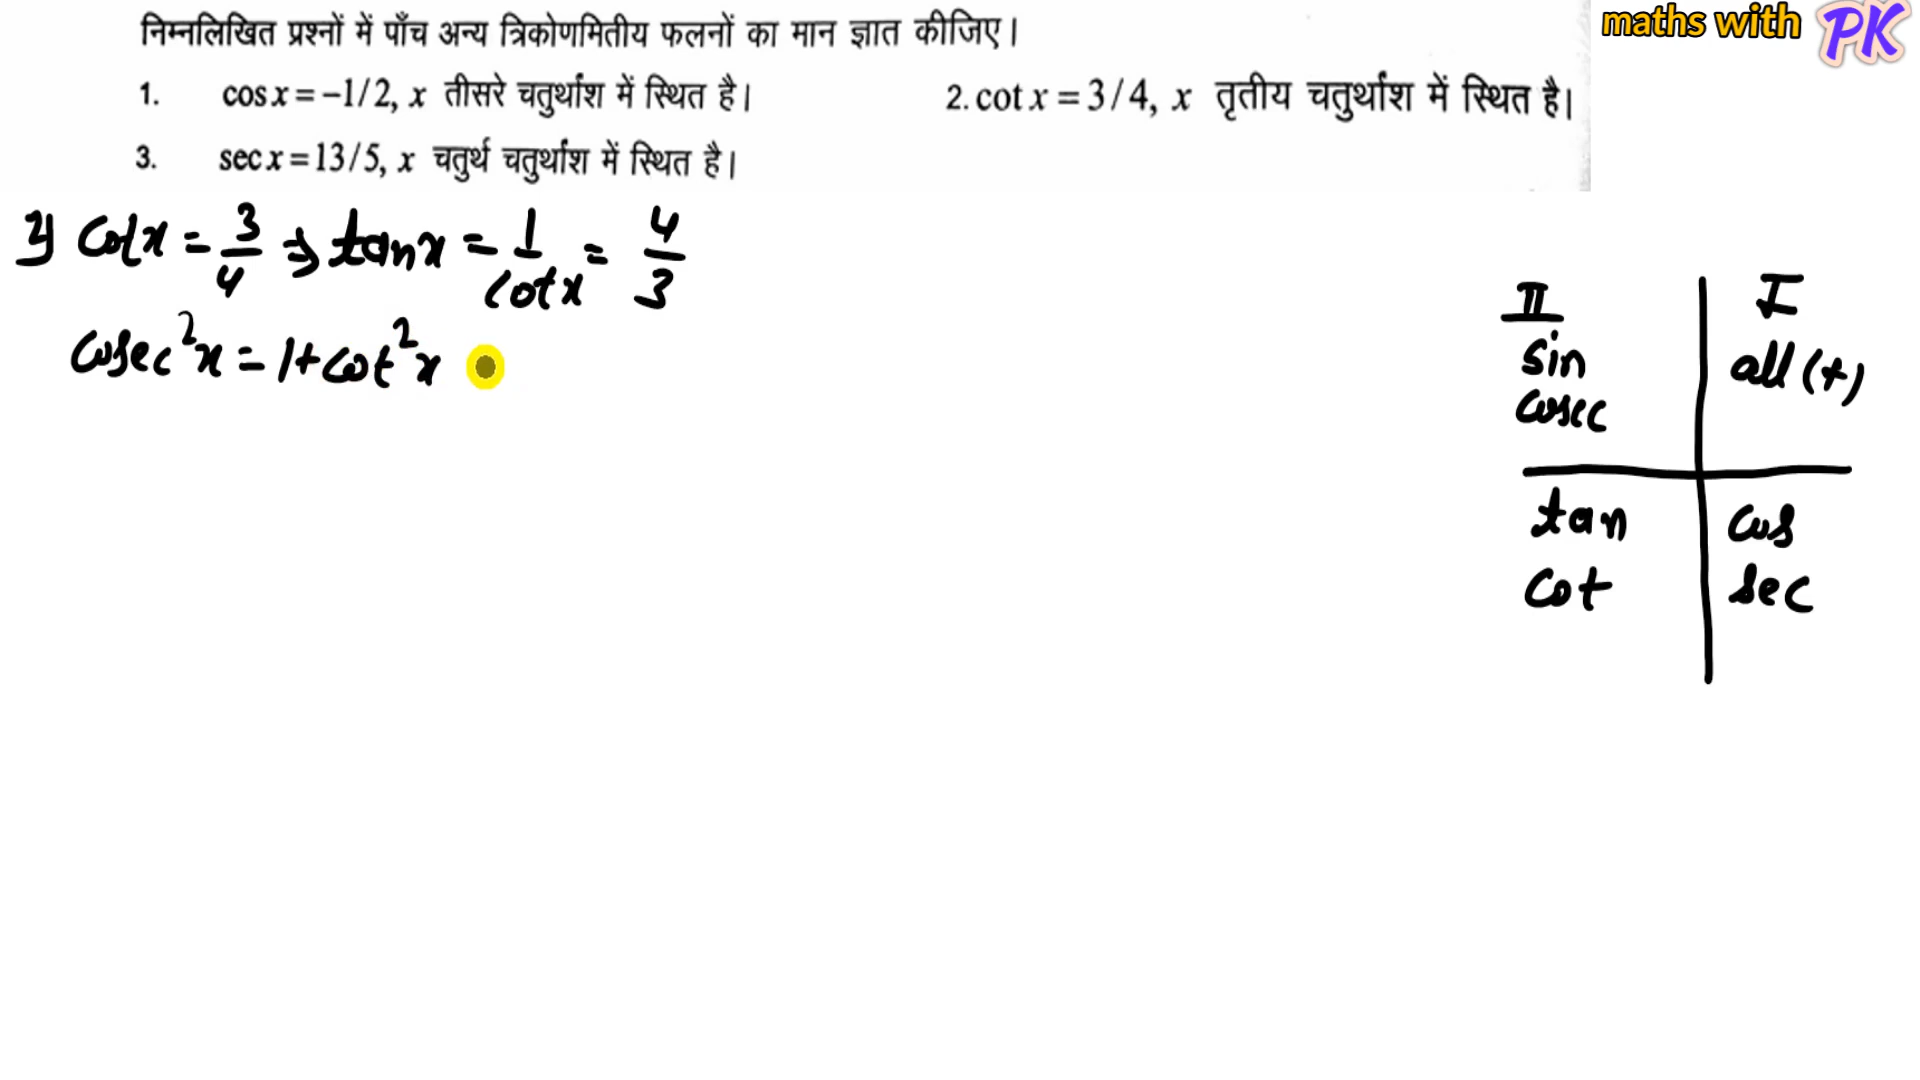 निम्नलिखित प्रश्नों में पाँच अन्य त्रिकोणमितीय फलनों का मान ज्ञात कीजिए।
maths with PK
1. cos x = –1/2, x तीसरे चतुर्थांश में स्थित है।
2. cot x = 3/4, x तृतीय चतुर्थांश में स्थित है।
3. sec x = 13/5, x चतुर्थ चतुर्थांश में स्थित है।
2) cot x = 3/4 ⇒ tan x = 1/cot x = 4/3
cosec²x = 1+cot²x
II
sin
cosec
I
all (+)
tan
cot
cos
sec